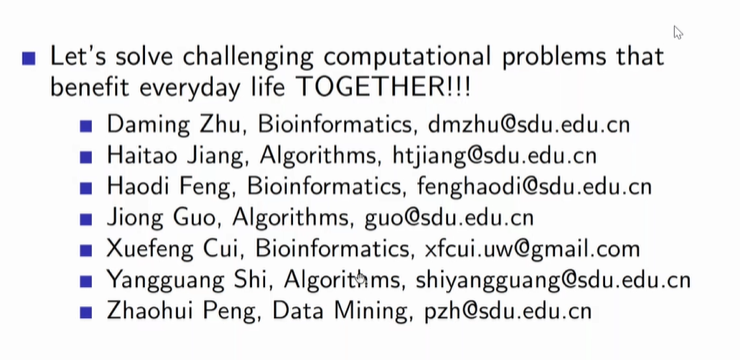 Let's solve challenging computational problems that
benefit everyday life TOGETHER!!!
Daming Zhu, Bioinformatics, dmzhu@sdu.edu.cn
Haitao Jiang, Algorithms, htjiang@sdu.edu.cn
Haodi Feng, Bioinformatics, fenghaodi@sdu.edu.cn
Jiong Guo, Algorithms, guo@sdu.edu.cn
Xuefeng Cui, Bioinformatics, xfcui.uw@gmail.com
Yangguang Shi, Algorithms, shiyangguang@sdu.edu.cn
Zhaohui Peng, Data Mining, pzh@sdu.edu.cn